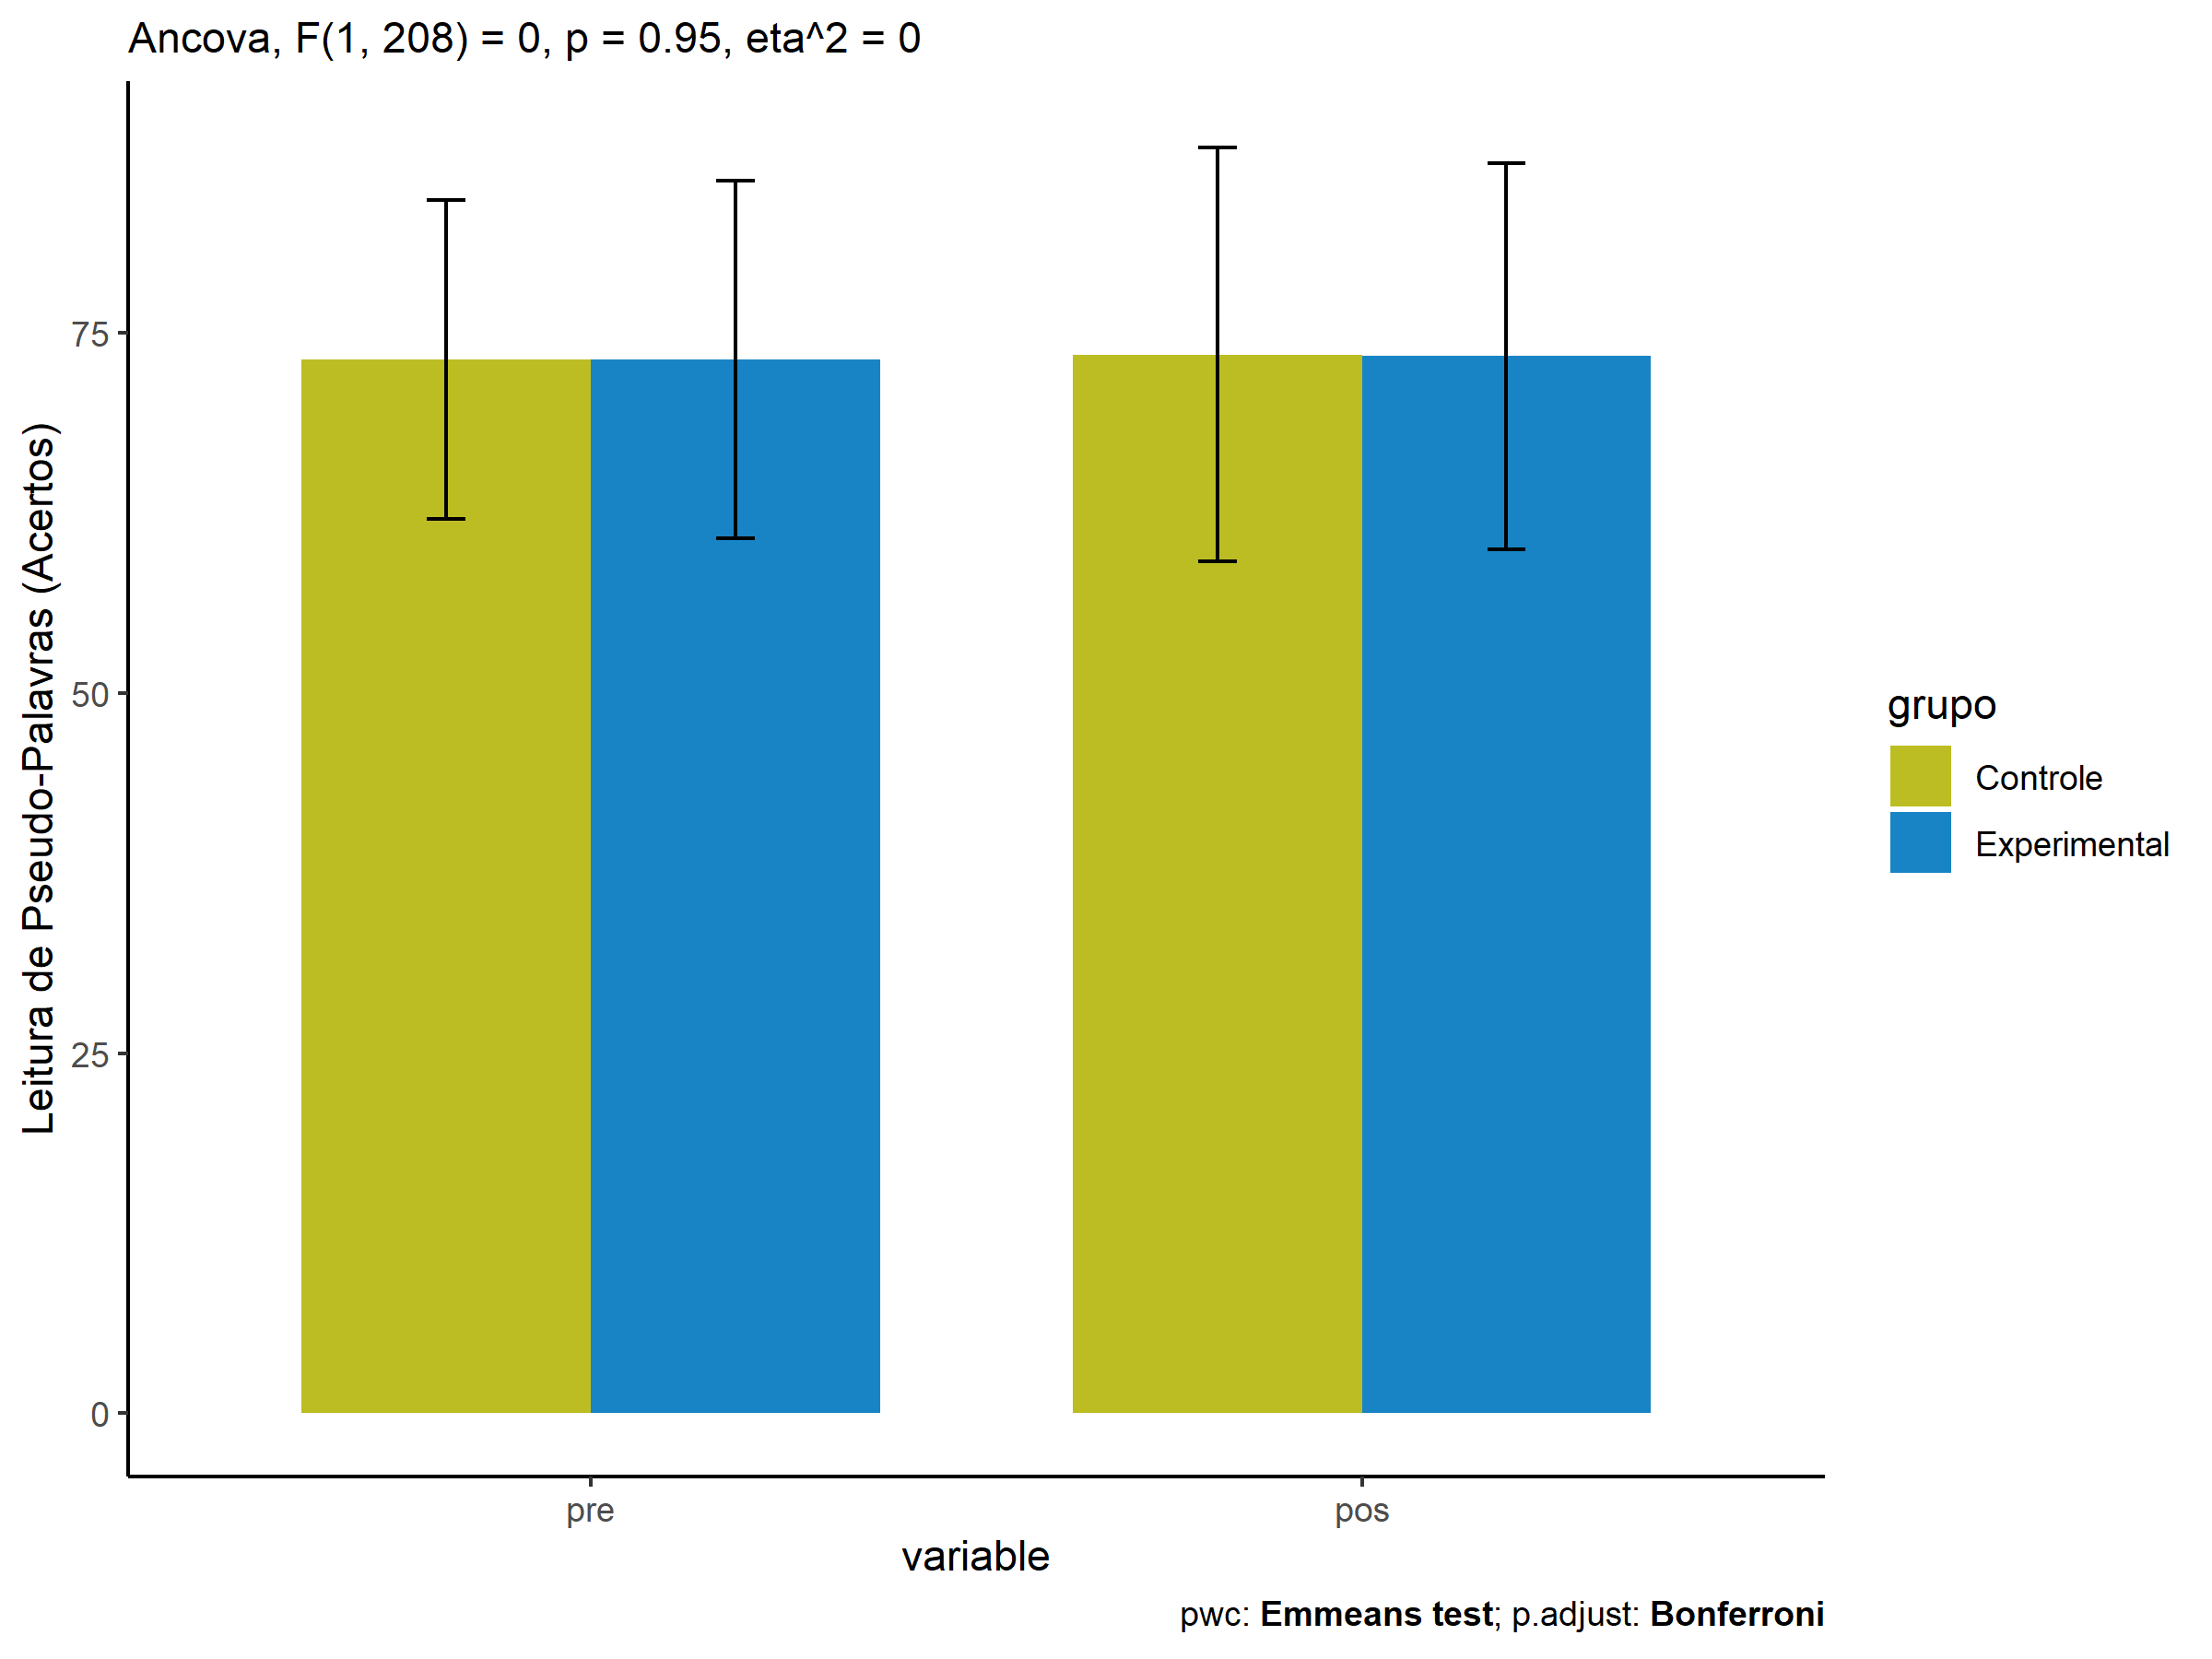 Ancova, F(1, 208) = 0, p = 0.95, eta^2 = 0
Leitura de Pseudo-Palavras (Acertos)
75
50
25
0
pre
pos
variable
grupo
Controle
Experimental
pwc: Emmeans test; p.adjust: Bonferroni